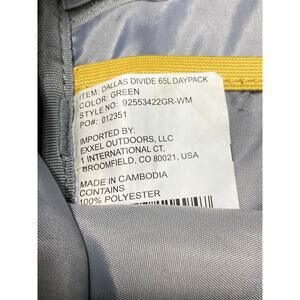 ITEM: DALLAS DIVIDE 65L DAYPACK
COLOR: GREEN
STYLE NO: 92553422GR-WM
PO#: 012351
IMPORTED BY:
EXXEL OUTDOORS, LLC
1 INTERNATIONAL CT,
BROOMFIELD, CO 80021, USA
MADE IN CAMBODIA
CONTAINS
100% POLYESTER